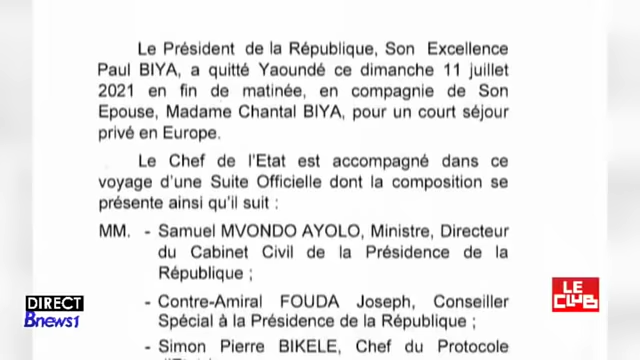 Le Président de la République, Son Excellence
Paul BIYA, a quitté Yaoundé ce dimanche 11 juillet
2021 en fin de matinée, en compagnie de Son
Epouse, Madame Chantal BIYA, pour un court séjour
privé en Europe.
Le Chef de l'Etat est accompagné dans ce
voyage d'une Suite Officielle dont la composition se
présente ainsi qu'il suit :
MM. - Samuel MVONDO AYOLO, Ministre, Directeur
du Cabinet Civil de la Présidence de la
République ;
- Contre-Amiral FOUDA Joseph, Conseiller
Spécial à la Présidence de la République ;
- Simon Pierre BIKELE, Chef du Protocole
DIRECT
Bnews1
LE
CLUB